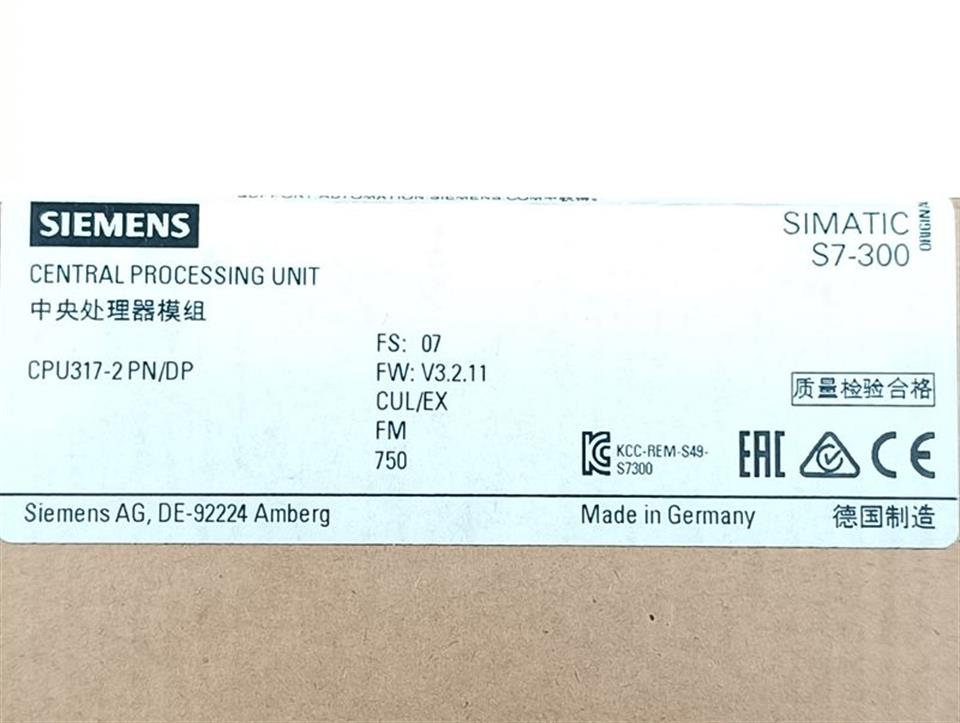 SIEMENS
SIMATIC
S7-300
CENTRAL PROCESSING UNIT
中央处理器模组
CPU317-2 PN/DP
FS: 07
FW: V3.2.11
CUL/EX
FM
750
质量检验合格
KCC-REM-S49-
S7300
EAC
CE
Siemens AG, DE-92224 Amberg
Made in Germany
德国制造